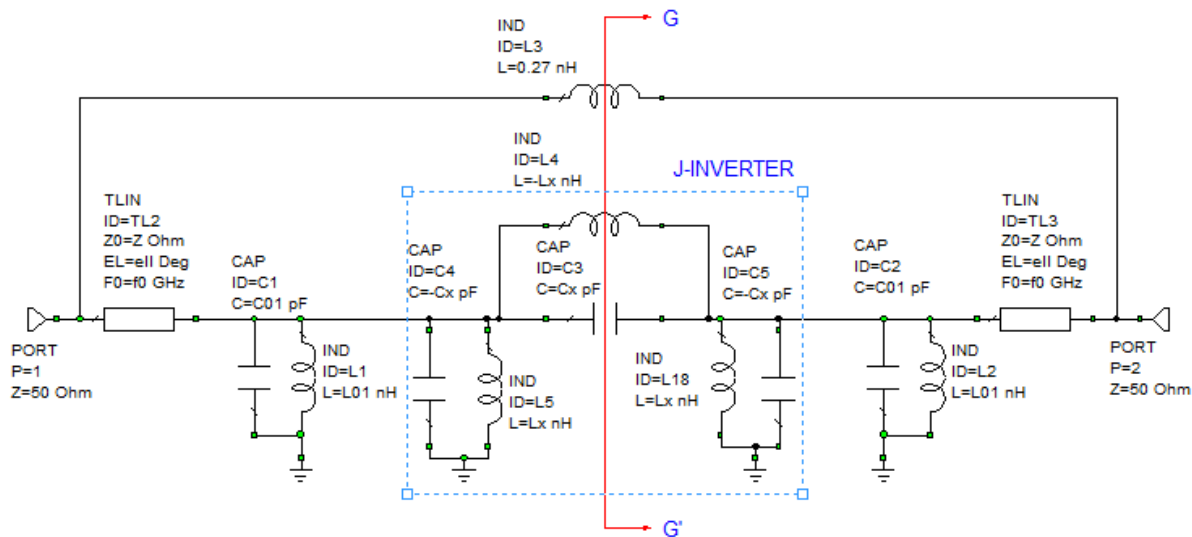 G
IND
ID=L3
L=0.27 nH
IND
ID=L4
L=-Lx nH
J-INVERTER
TLIN
ID=TL2
Z0=Z Ohm
EL=ell Deg
F0=f0 GHz
CAP
ID=C1
C=C01 pF
CAP
ID=C4
C=-Cx pF
CAP
ID=C3
C=Cx pF
CAP
ID=C5
C=-Cx pF
CAP
ID=C2
C=C01 pF
TLIN
ID=TL3
Z0=Z Ohm
EL=ell Deg
F0=f0 GHz
PORT
P=1
Z=50 Ohm
IND
ID=L1
L=L01 nH
IND
ID=L5
L=Lx nH
IND
ID=L18
L=Lx nH
IND
ID=L2
L=L01 nH
PORT
P=2
Z=50 Ohm
G'